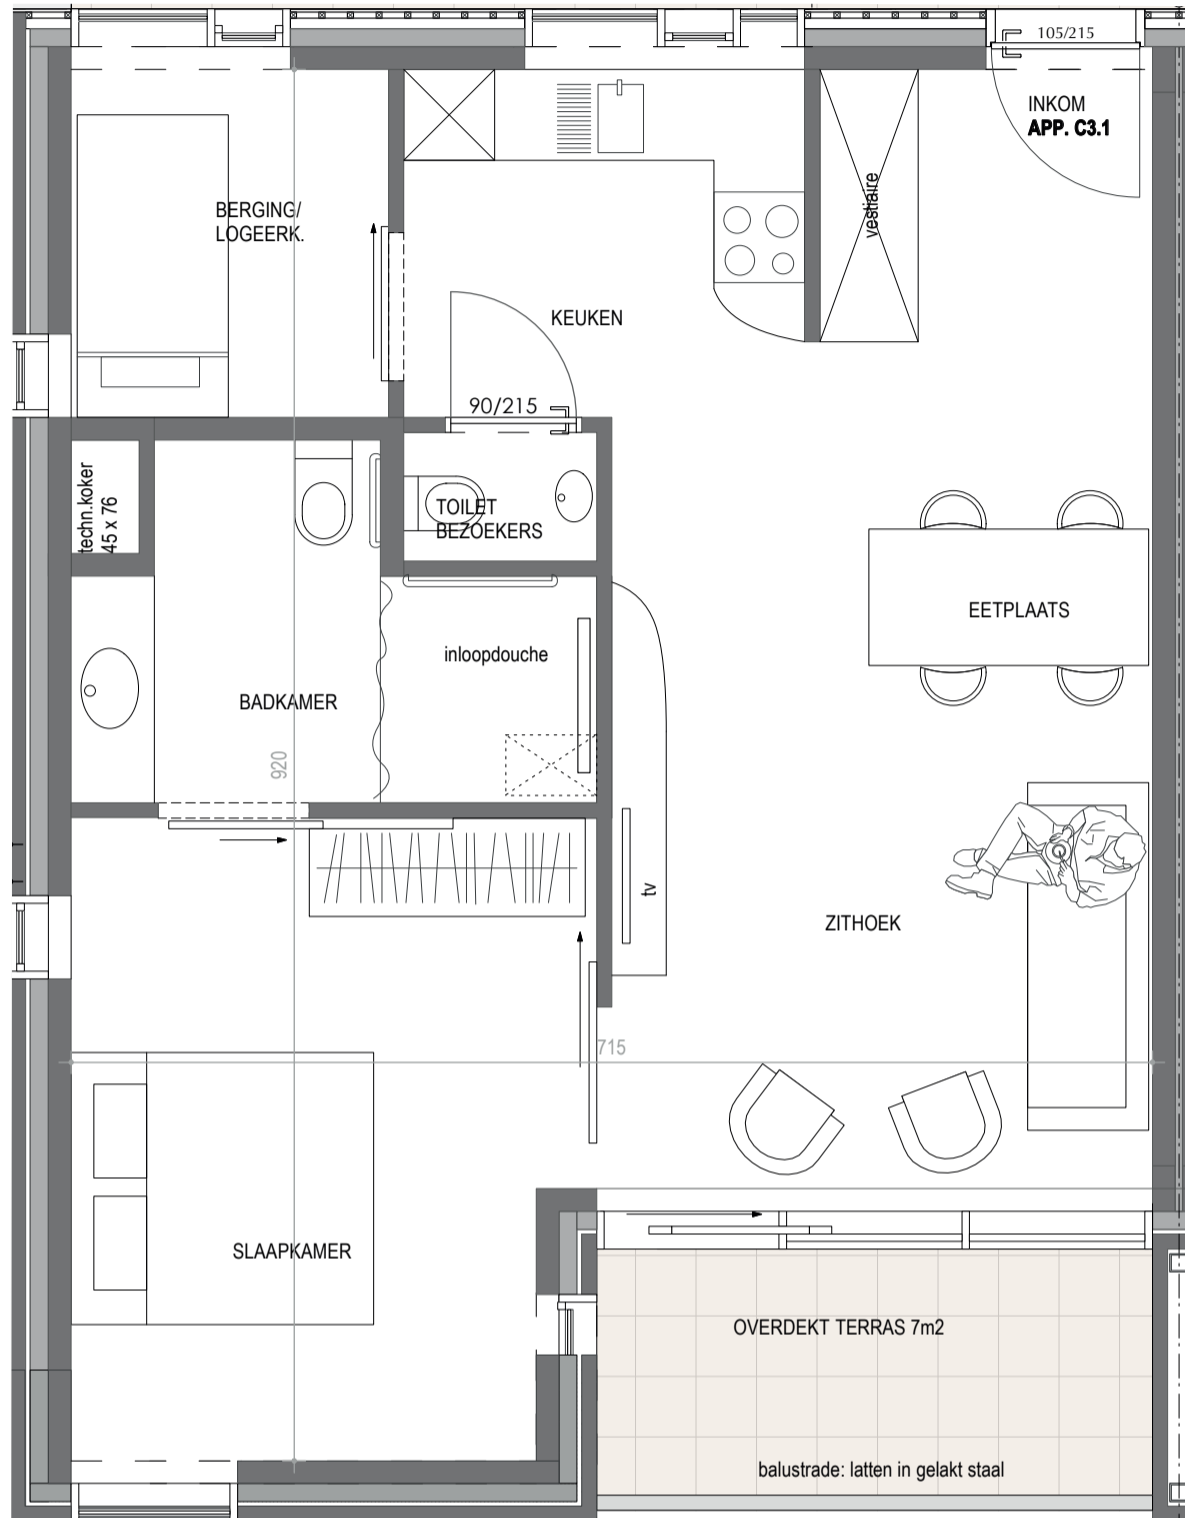 105/215
INKOM
APP. C3.1
vestiaire
BERGING/
LOGEERK.
KEUKEN
90/215
techn.koker
45 x 76
TOILET
BEZOEKERS
EETPLAATS
inloopdouche
BADKAMER
920
tv
ZITHOEK
715
SLAAPKAMER
OVERDEKT TERRAS 7m2
balustrade: latten in gelakt staal